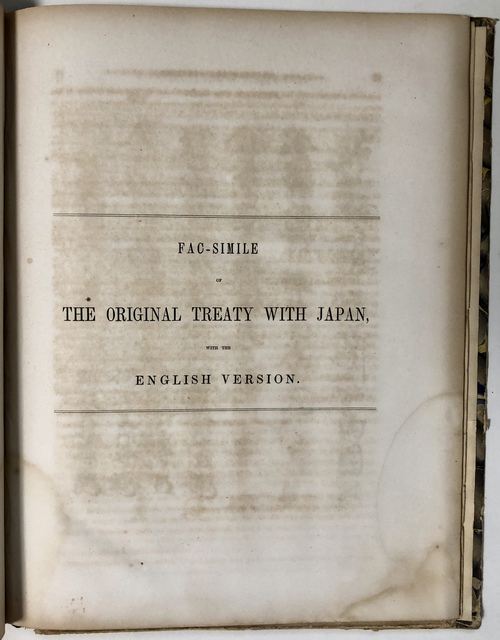 FAC-SIMILE
OF
THE ORIGINAL TREATY WITH JAPAN,
WITH THE
ENGLISH VERSION.